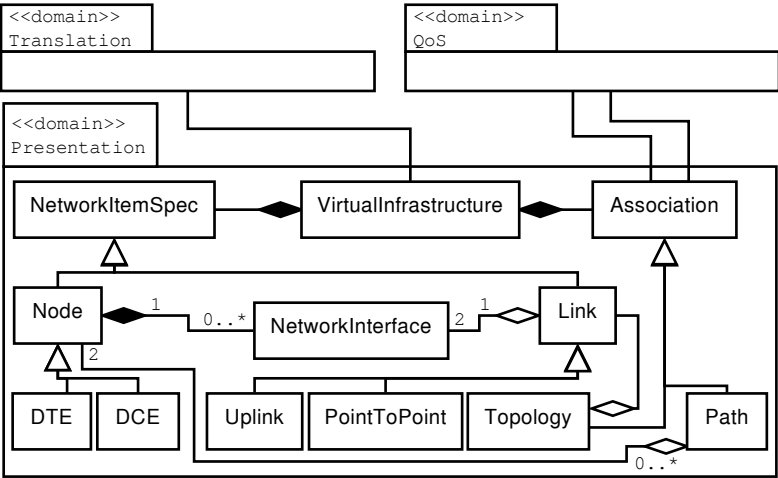 <<domain>>
Translation
<<domain>>
QoS
<<domain>>
Presentation
NetworkItemSpec
VirtualInfrastructure
Association
Node
1
0..*
NetworkInterface
2
1
Link
2
DTE
DCE
Uplink
PointToPoint
Topology
Path
0..*